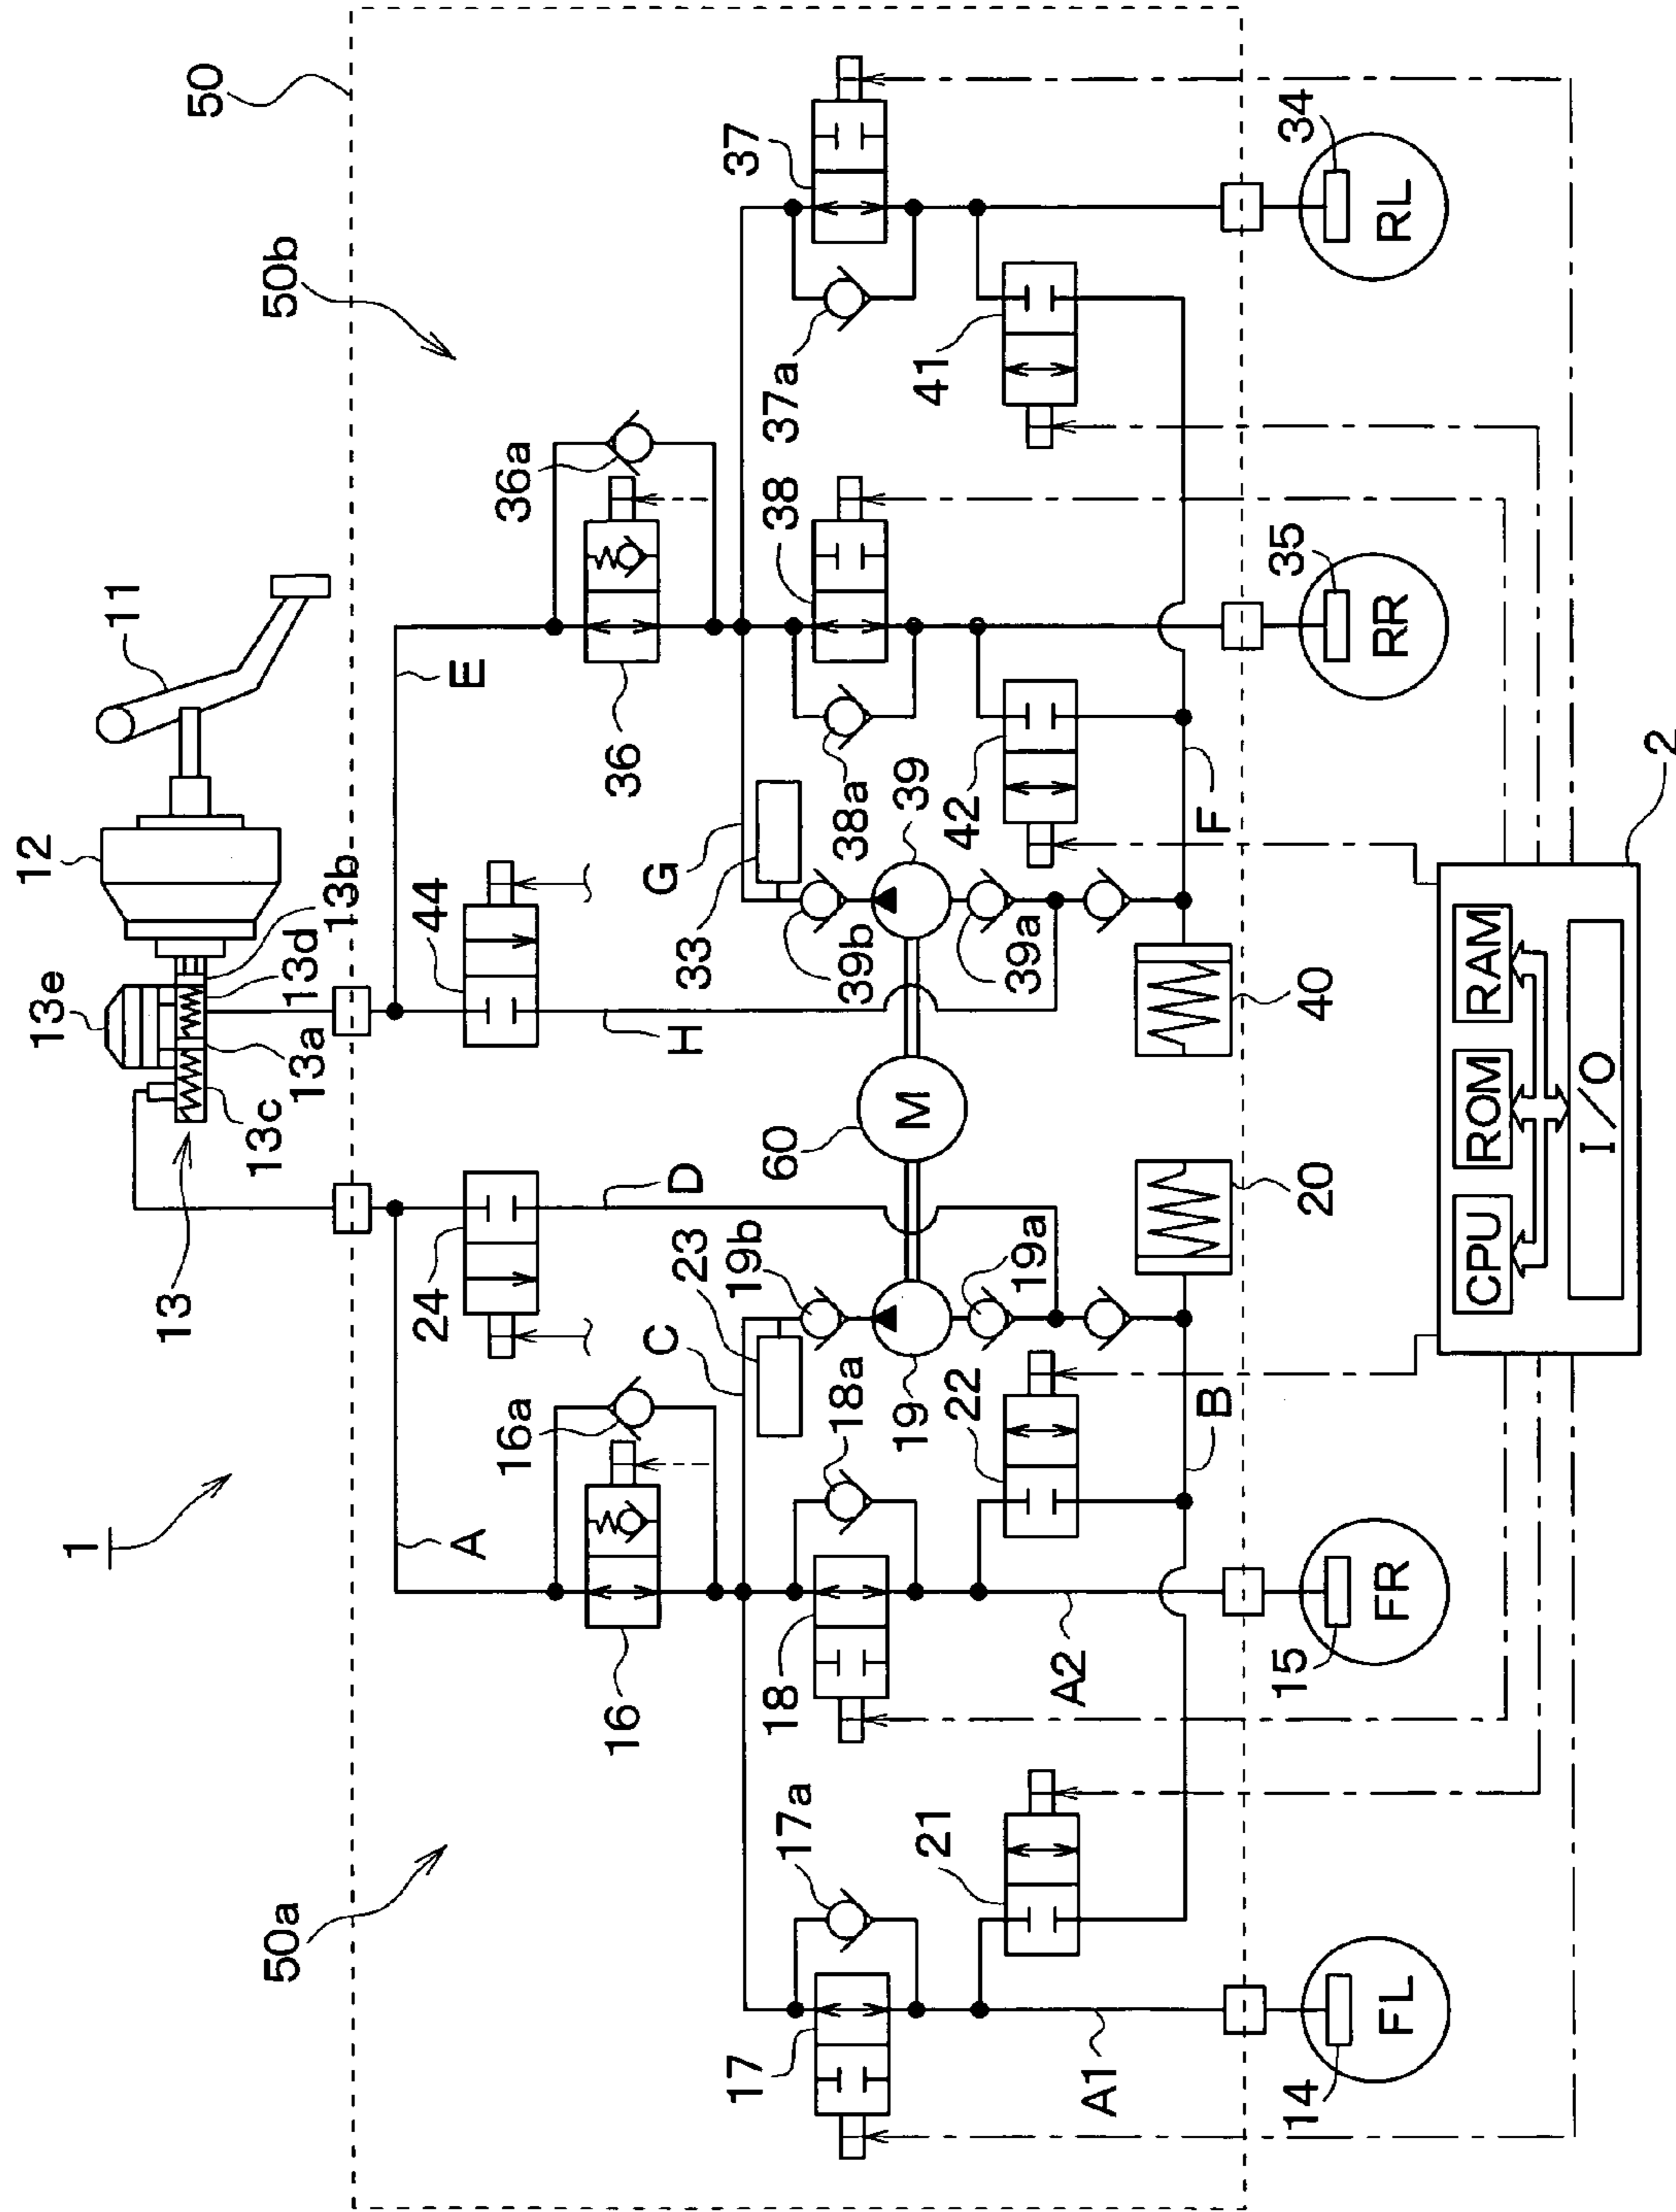 1
11
12
13e
13b
13d
13a
13c
13
50
50b
50a
A
E
44
24
36a
36
16a
16
H
D
G
33
C
23
39b
19b
37
37a
38
38a
39
60
M
19
18a
18
17a
17
39a
19a
41
42
22
21
F
B
40
20
A2
A1
34
RL
35
RR
15
FR
14
FL
2
CPU
ROM
RAM
I/O